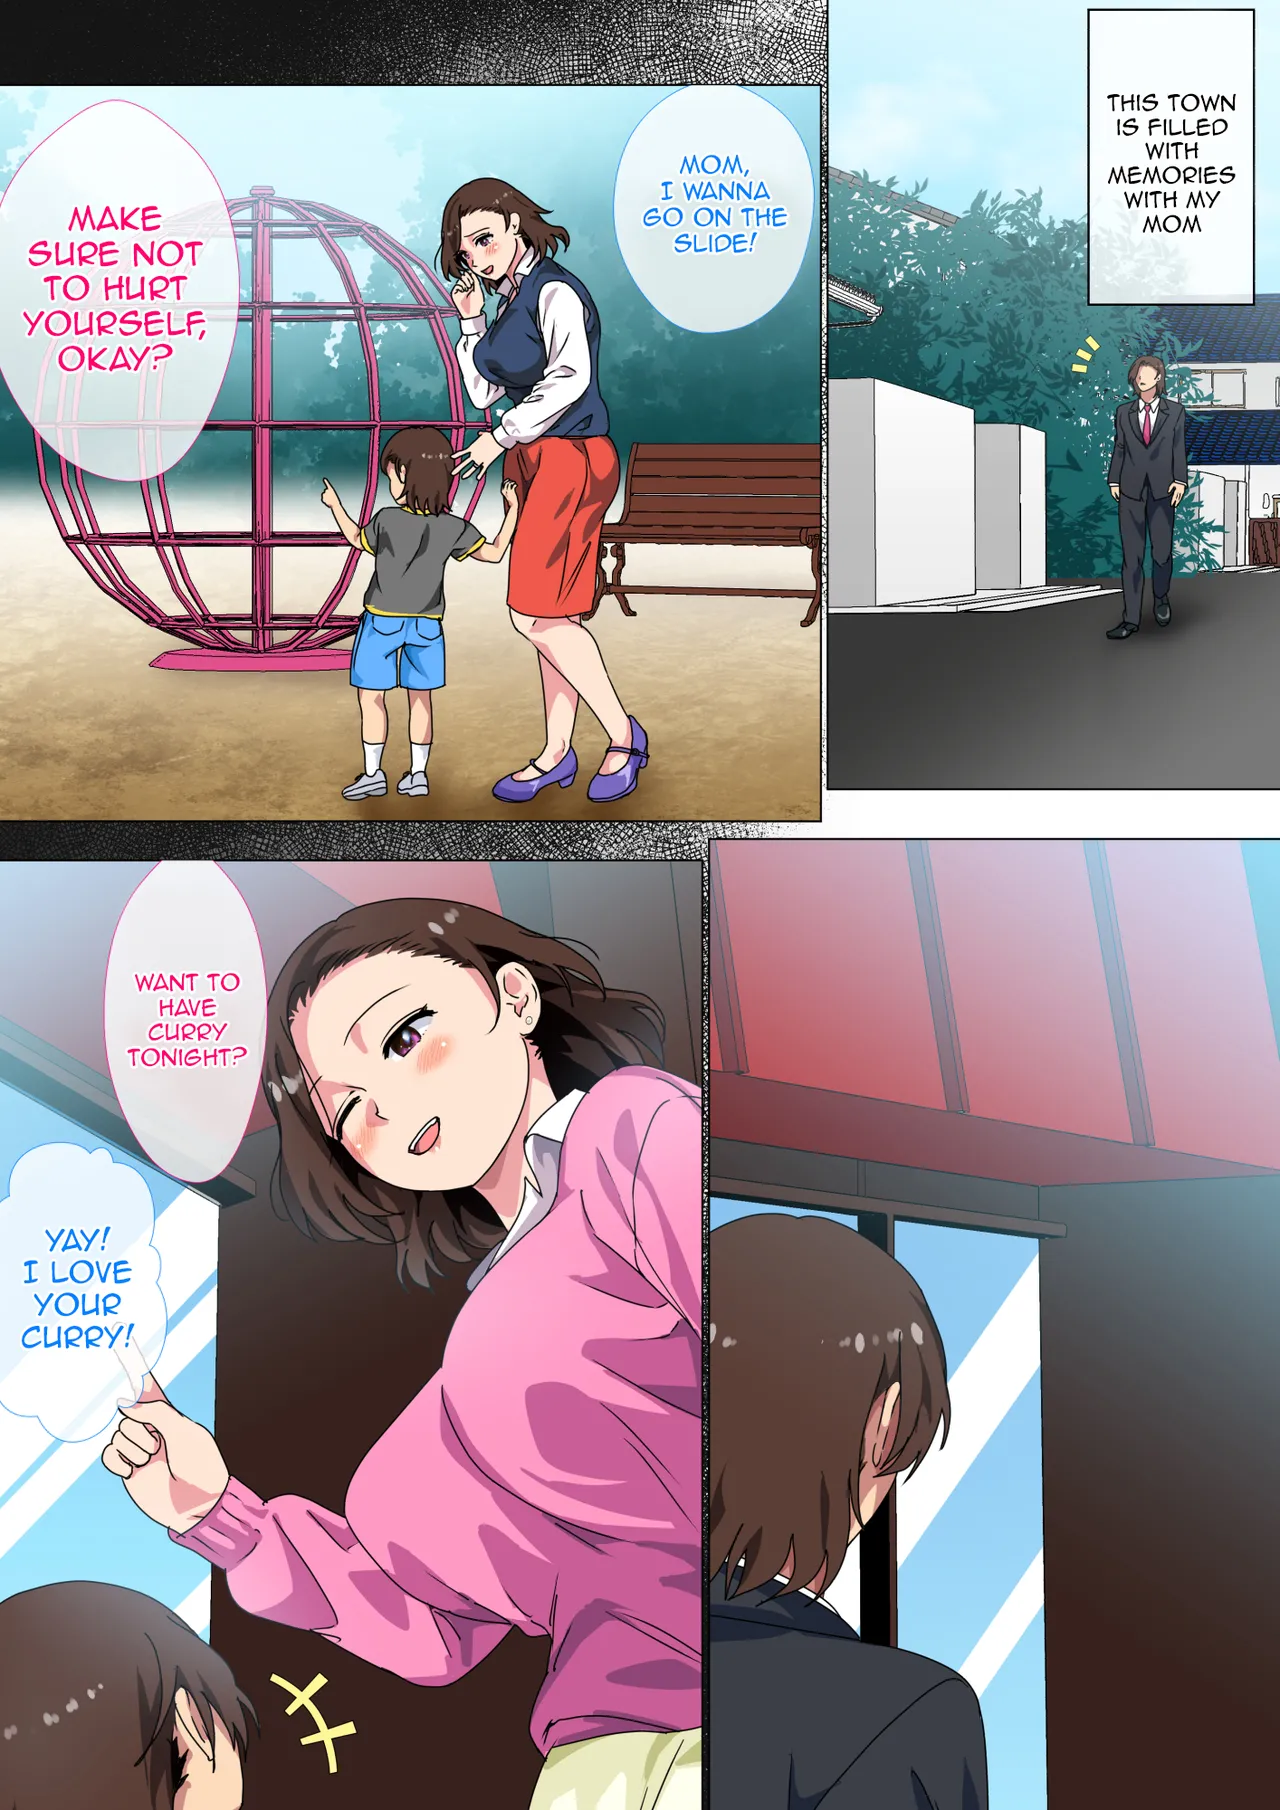 THIS TOWN
IS FILLED
WITH
MEMORIES
WITH MY
MOM
MOM,
I WANNA
GO ON THE
SLIDE!
MAKE
SURE NOT
TO HURT
YOURSELF,
OKAY?
WANT TO
HAVE
CURRY
TONIGHT?
YAY!
I LOVE
YOUR
CURRY!